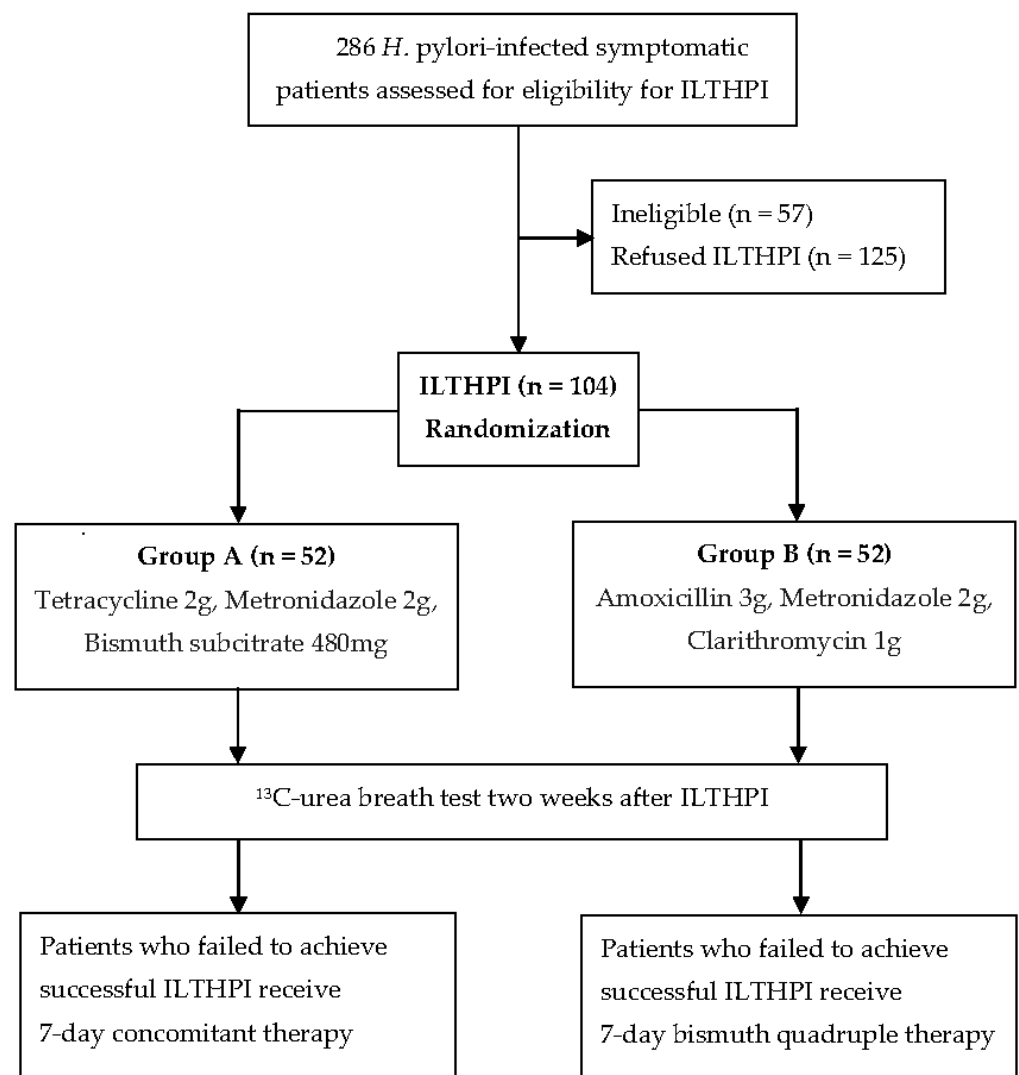 286 H. pylori-infected symptomatic
patients assessed for eligibility for ILTHPI
Ineligible (n = 57)
Refused ILTHPI (n = 125)
ILTHPI (n = 104)
Randomization
Group A (n = 52)
Tetracycline 2g, Metronidazole 2g,
Bismuth subcitrate 480mg
Group B (n = 52)
Amoxicillin 3g, Metronidazole 2g,
Clarithromycin 1g
¹³C-urea breath test two weeks after ILTHPI
Patients who failed to achieve
successful ILTHPI receive
7-day concomitant therapy
Patients who failed to achieve
successful ILTHPI receive
7-day bismuth quadruple therapy